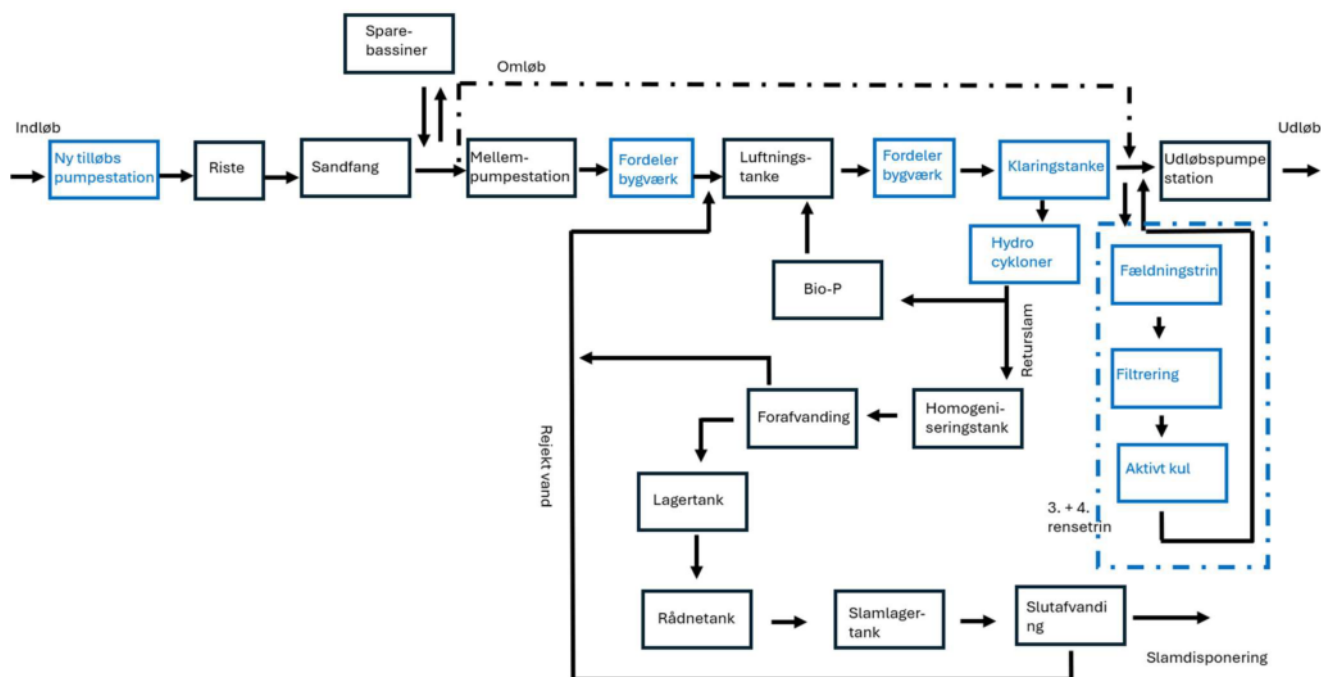 Spare-
bassiner
Omløb
Indløb
Udløb
Ny tilløbs
pumpestation
Riste
Sandfang
Mellem-
pumpestation
Fordeler
bygværk
Luftnings-
tanke
Fordeler
bygværk
Klaringstanke
Udløbspumpe
station
Hydro
cykloner
Fældningstrin
Bio-P
Returslam
Filtrering
Forafvanding
Homogeni-
seringstank
Rejekt vand
Aktivt kul
Lagertank
3. + 4.
rensetrin
Rådnetank
Slamlager-
tank
Slutafvandi
ng
Slamdisponering